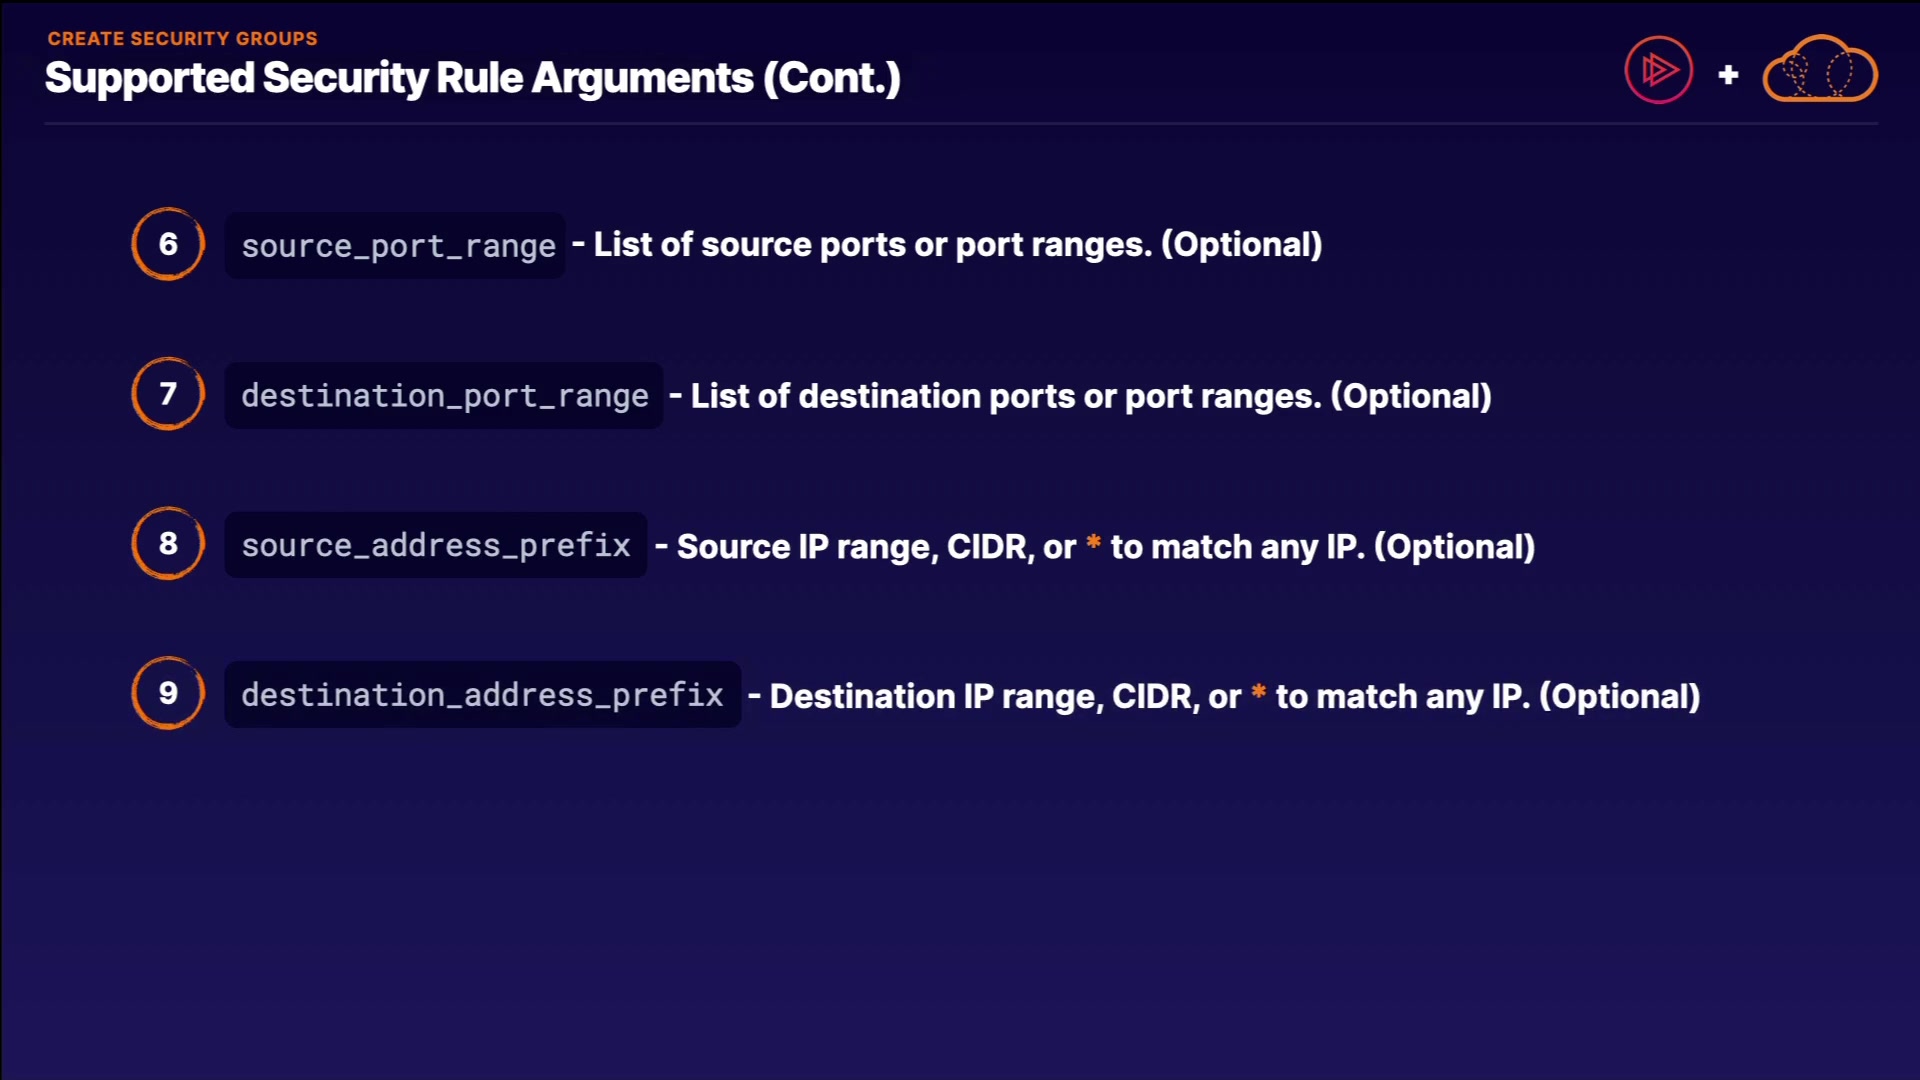 CREATE SECURITY GROUPS
Supported Security Rule Arguments (Cont.)
+
6 source_port_range - List of source ports or port ranges. (Optional)
7 destination_port_range - List of destination ports or port ranges. (Optional)
8 source_address_prefix - Source IP range, CIDR, or * to match any IP. (Optional)
9 destination_address_prefix - Destination IP range, CIDR, or * to match any IP. (Optional)